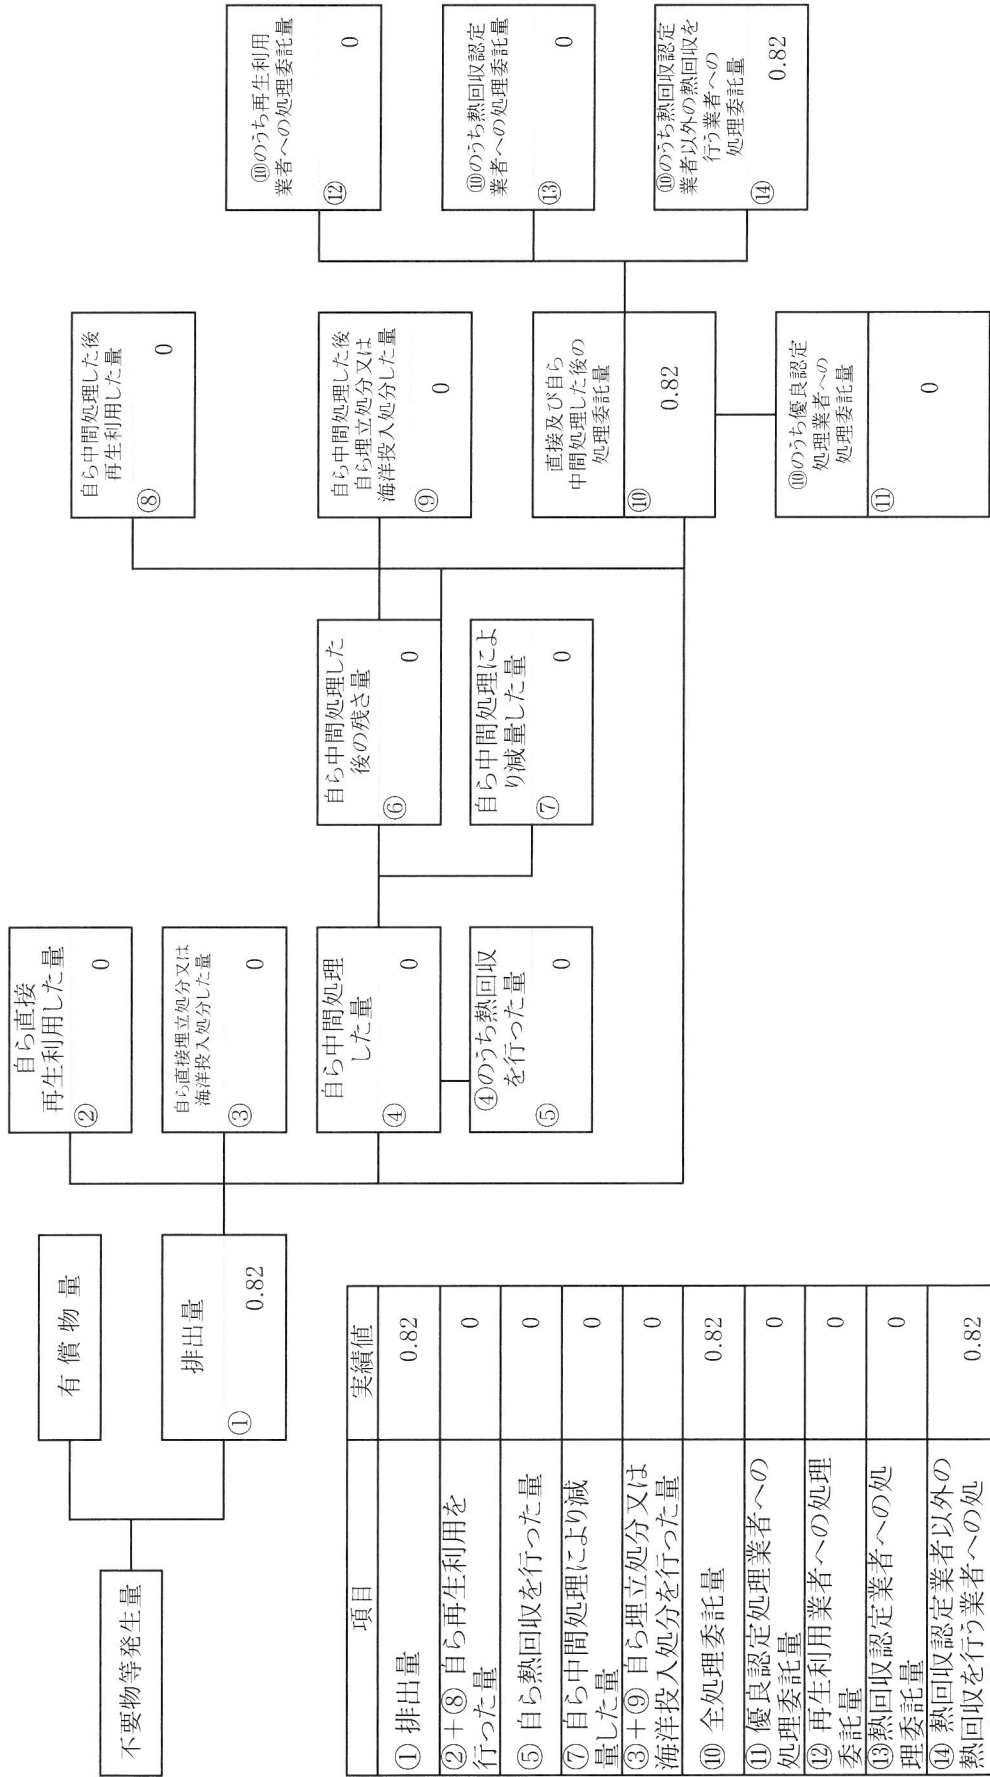 不要物等発生量
有償物量
排出量
① 0.82
自ら直接
再生利用した量
② 0
自ら直接埋立処分又は
海洋投入処分した量
③ 0
自ら中間処理
した量
④ 0
④のうち熱回収
を行った量
⑤ 0
自ら中間処理した
後の残さ量
⑥ 0
自ら中間処理によ
り減量した量
⑦ 0
自ら中間処理した後
再生利用した量
⑧ 0
自ら中間処理した後
自ら埋立処分又は
海洋投入処分した量
⑨ 0
直接及び自ら
中間処理した後の
処理委託量
⑩ 0.82
⑩のうち優良認定
処理業者への
処理委託量
⑪ 0
⑩のうち再生利用
業者への処理委託量
⑫ 0
⑩のうち熱回収認定
業者への処理委託量
⑬ 0
⑩のうち熱回収認定
業者以外の熱回収を
行う業者への
処理委託量
⑭ 0.82
項目 実績値
① 排出量 0.82
②+⑧ 自ら再生利用を
行った量 0
⑤ 自ら熱回収を行った量 0
⑦ 自ら中間処理により減
量した量 0
③+⑨ 自ら埋立処分又は
海洋投入処分を行った量 0
⑩ 全処理委託量 0.82
⑪ 優良認定処理業者への
処理委託量 0
⑫ 再生利用業者への処理
委託量 0
⑬熱回収認定業者への処
理委託量 0
⑭ 熱回収認定業者以外の
熱回収を行う業者への処 0.82